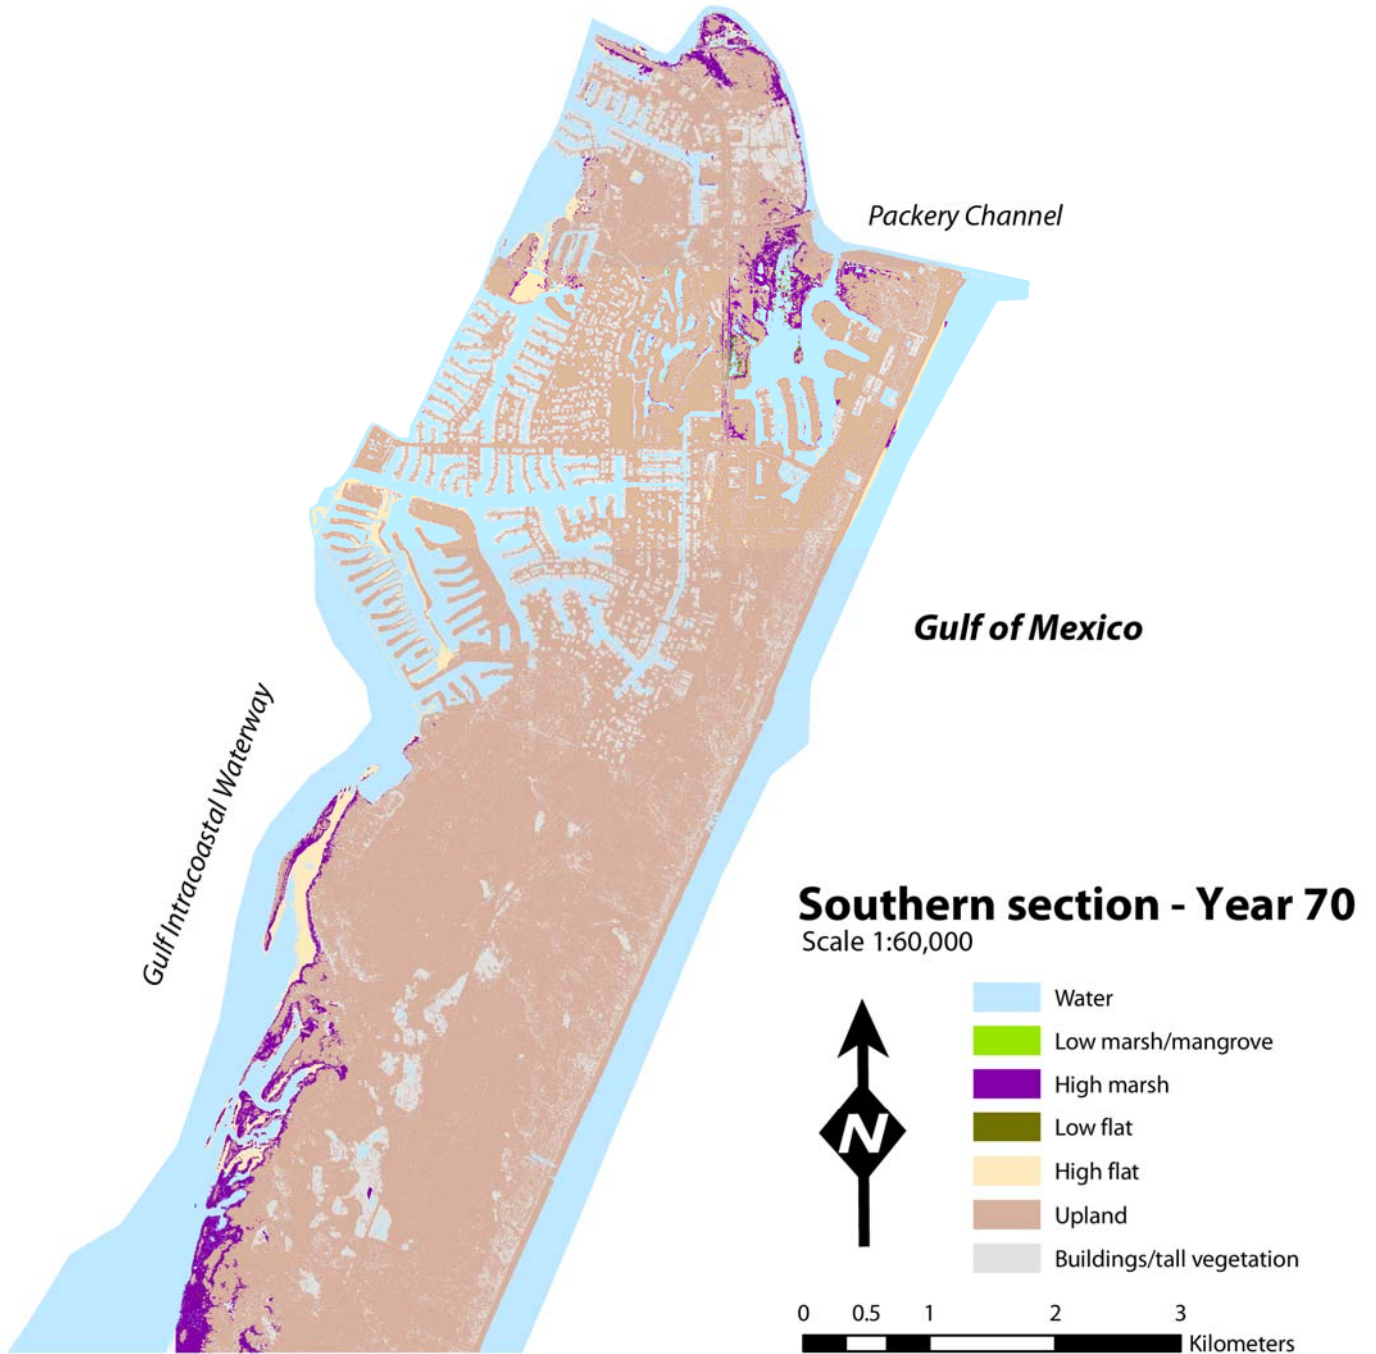 Packery Channel
Gulf of Mexico
Gulf Intracoastal Waterway
Southern section - Year 70
Scale 1:60,000
Water
Low marsh/mangrove
High marsh
Low flat
High flat
Upland
Buildings/tall vegetation
N
0 0.5 1 2 3
Kilometers